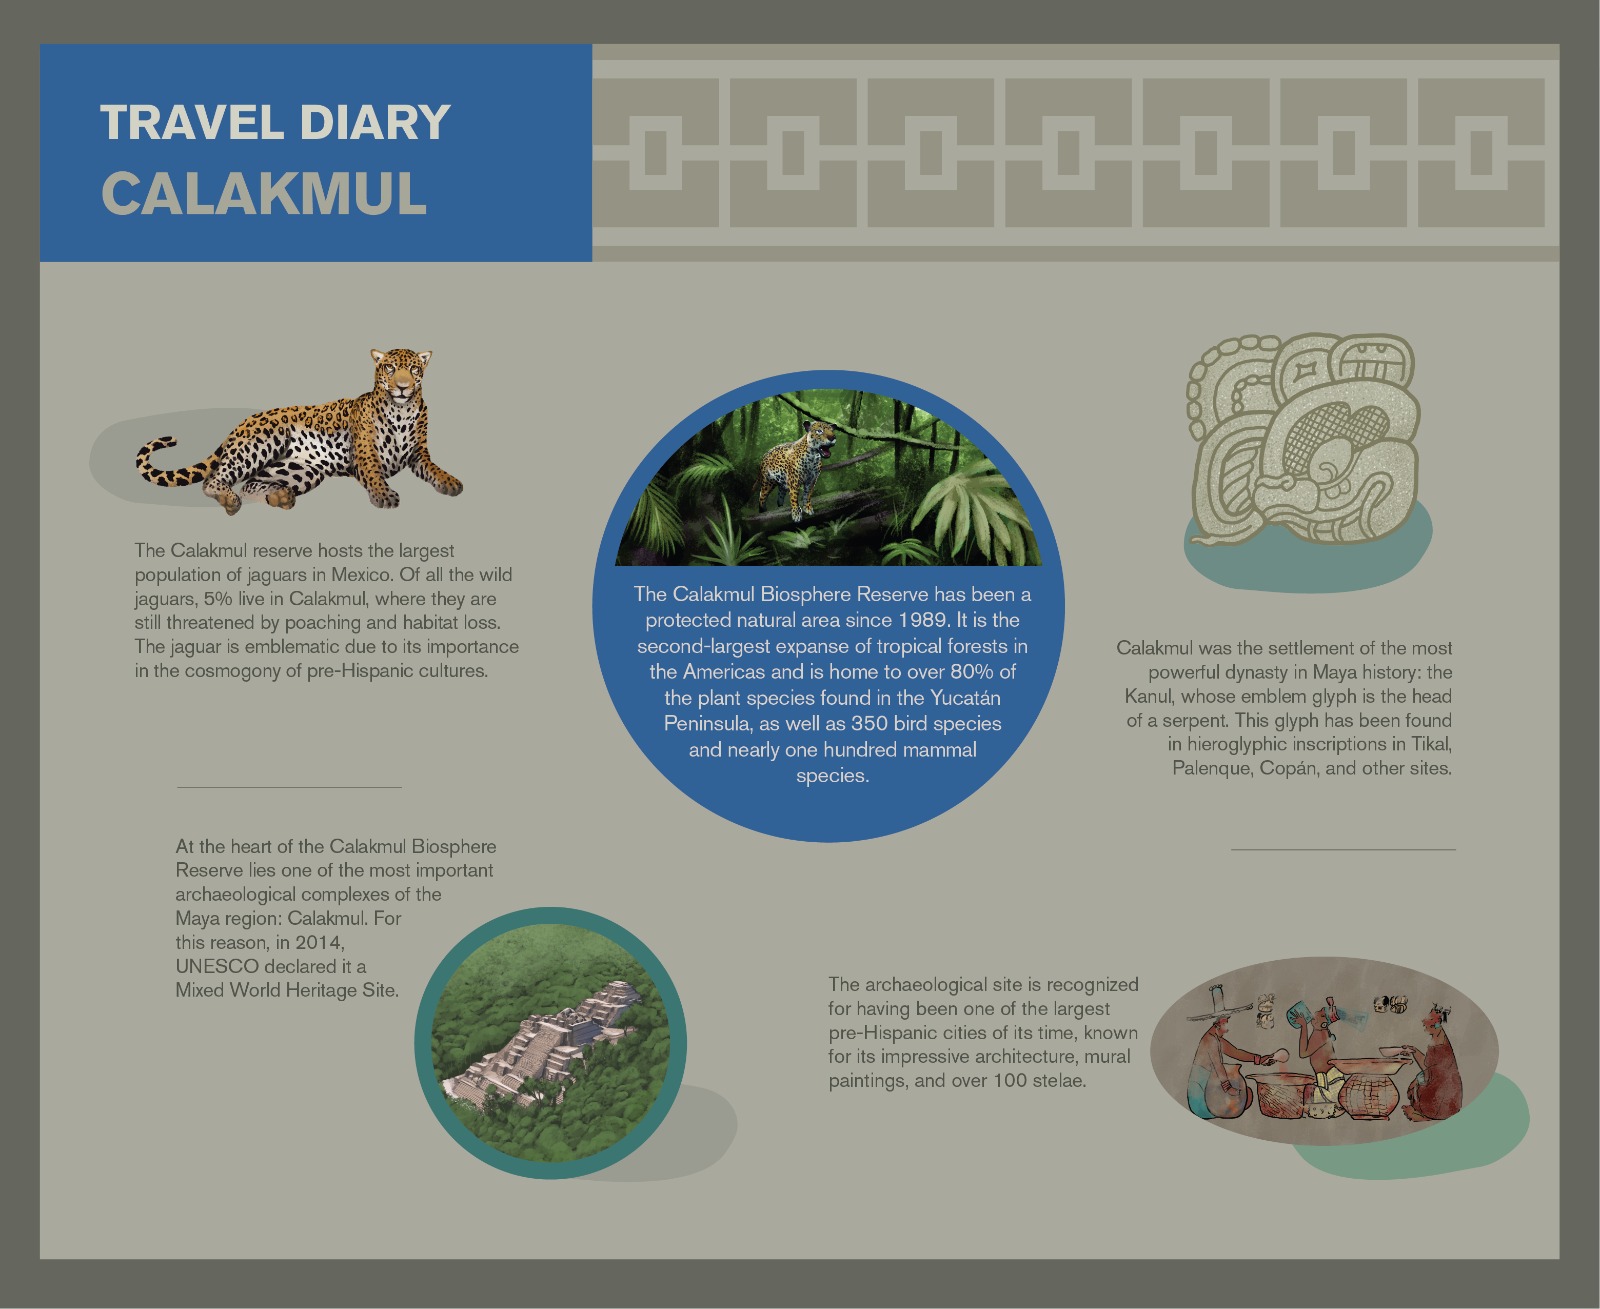 TRAVEL DIARY
CALAKMUL
The Calakmul reserve hosts the largest
population of jaguars in Mexico. Of all the wild
jaguars, 5% live in Calakmul, where they are
still threatened by poaching and habitat loss.
The jaguar is emblematic due to its importance
in the cosmogony of pre-Hispanic cultures.
The Calakmul Biosphere Reserve has been a
protected natural area since 1989. It is the
second-largest expanse of tropical forests in
the Americas and is home to over 80% of
the plant species found in the Yucatán
Peninsula, as well as 350 bird species
and nearly one hundred mammal
species.
Calakmul was the settlement of the most
powerful dynasty in Maya history: the
Kanul, whose emblem glyph is the head
of a serpent. This glyph has been found
in hieroglyphic inscriptions in Tikal,
Palenque, Copán, and other sites.
At the heart of the Calakmul Biosphere
Reserve lies one of the most important
archaeological complexes of the
Maya region: Calakmul. For
this reason, in 2014,
UNESCO declared it a
Mixed World Heritage Site.
The archaeological site is recognized
for having been one of the largest
pre-Hispanic cities of its time, known
for its impressive architecture, mural
paintings, and over 100 stelae.